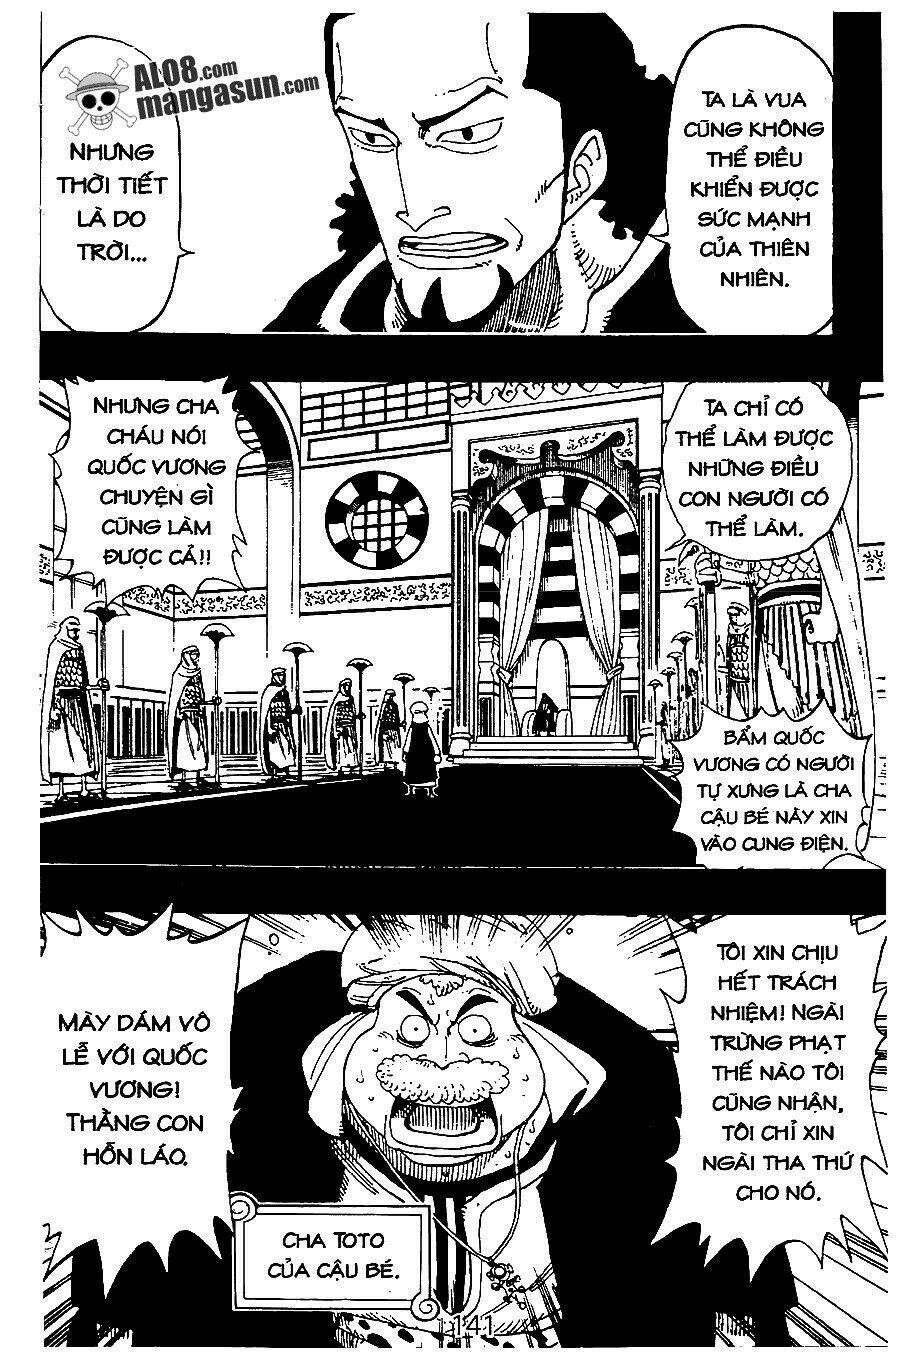 AL08.com
mangasun.com
TA LÀ VUA
CŨNG KHÔNG
THỂ ĐIỀU
KHIỂN ĐƯỢC
SỨC MẠNH
CỦA THIÊN
NHIÊN.
NHƯNG
THỜI TIẾT
LÀ DO
TRỜI...
TA CHỈ CÓ
THỂ LÀM ĐƯỢC
NHỮNG ĐIỀU
CON NGƯỜI CÓ
THỂ LÀM.
NHƯNG CHA
CHÁU NÓI
QUỐC VƯƠNG
CHUYỆN GÌ
CŨNG LÀM
ĐƯỢC CẢ!!
BẨM QUỐC
VƯƠNG CÓ NGƯỜI
TỰ XƯNG LÀ CHA
CẬU BÉ NÀY XIN
VÀO CUNG ĐIỆN.
TÔI XIN CHỊU
HẾT TRÁCH
NHIỆM! NGÀI
TRỪNG PHẠT
THẾ NÀO TÔI
CŨNG NHẬN,
TÔI CHỈ XIN
NGÀI THA THỨ
CHO NÓ.
MÀY DÁM VÔ
LỄ VỚI QUỐC
VƯƠNG!
THẰNG CON
HỖN LÁO.
CHA TOTO
CỦA CẬU BÉ.
141